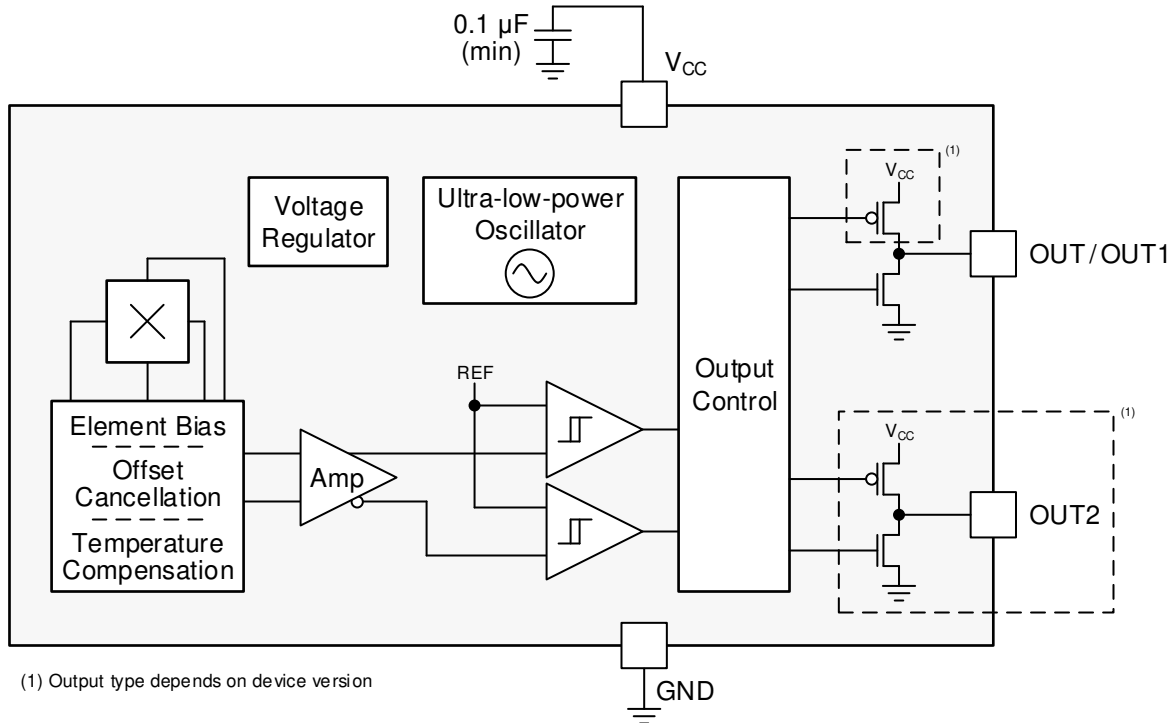 0.1 µF
(min)
VCC
(1)
VCC
Voltage
Regulator
Ultra-low-power
Oscillator
OUT/OUT1
REF
Output
Control
Element Bias
Offset
Cancellation
Temperature
Compensation
Amp
(1)
VCC
OUT2
(1) Output type depends on device version
GND